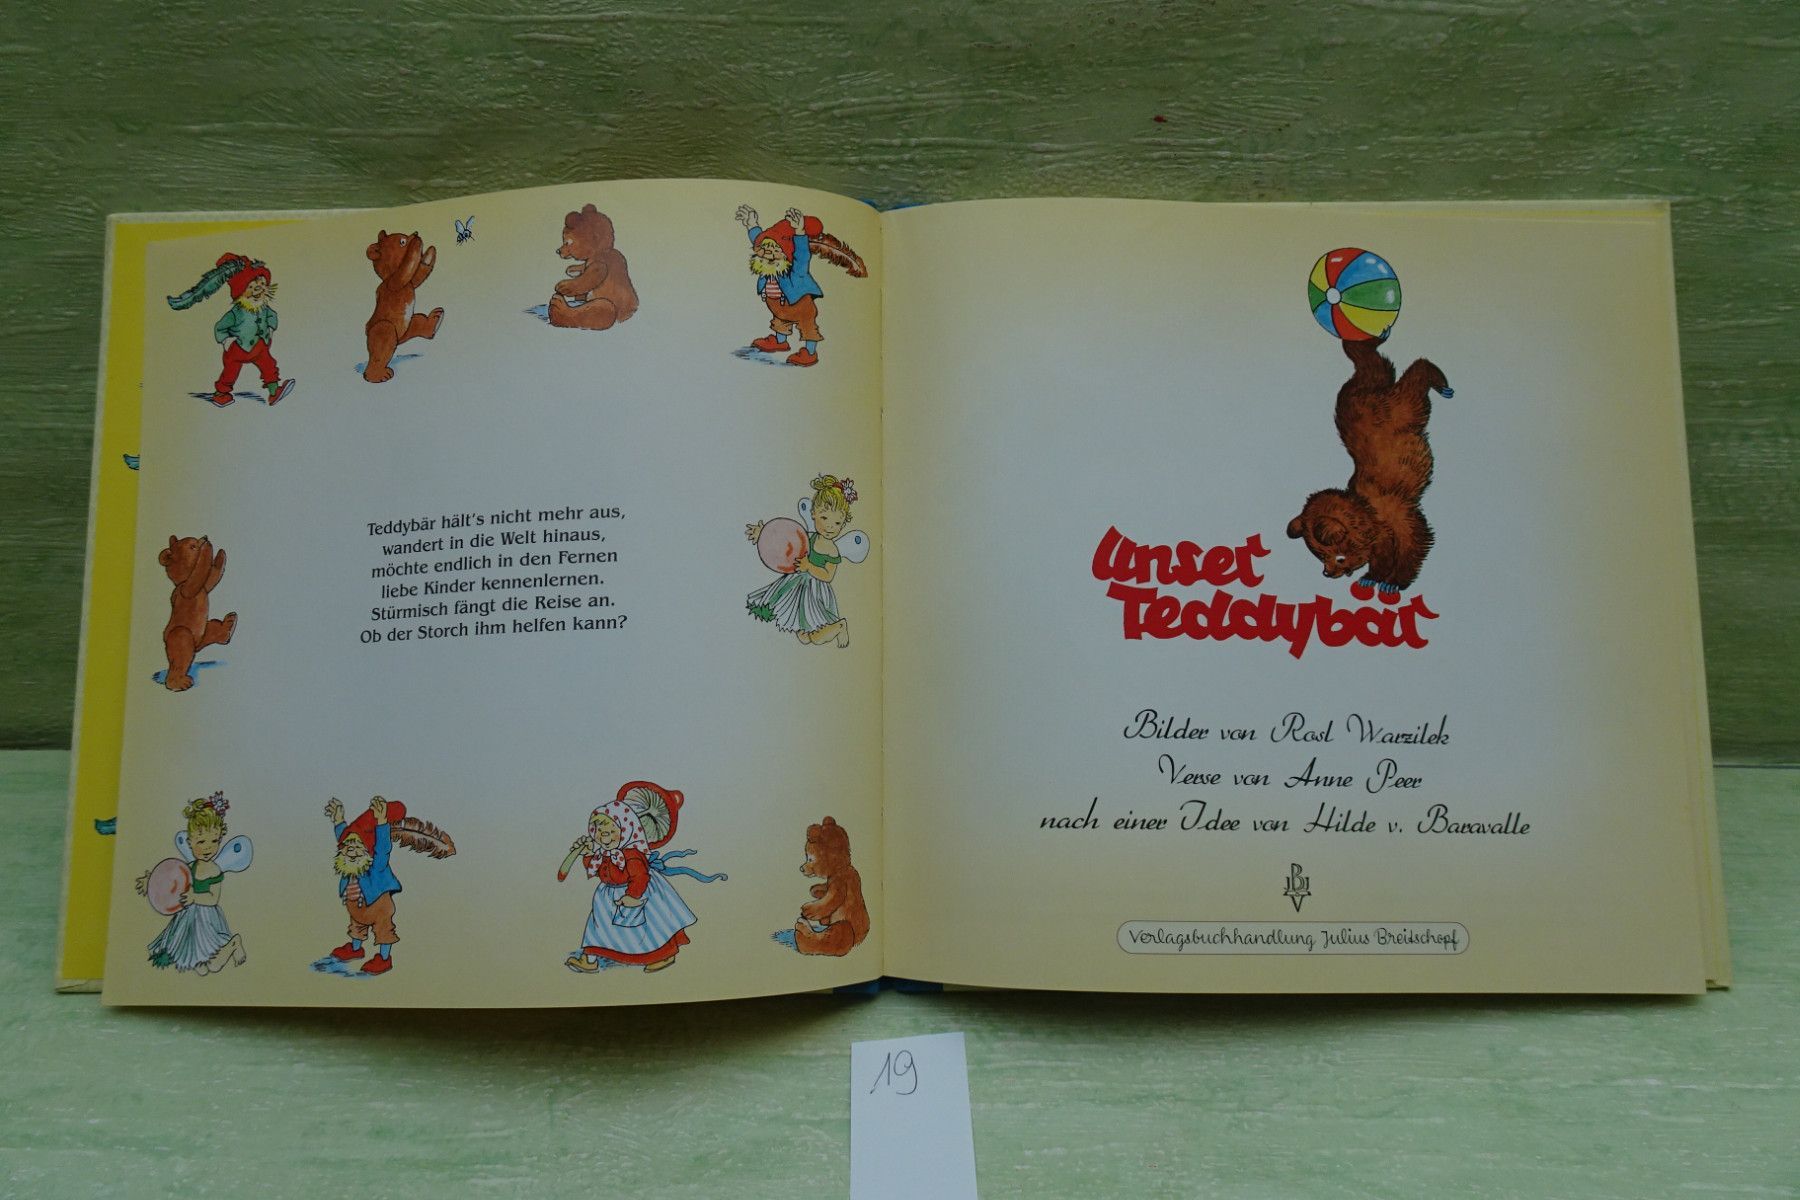 Teddybär hält's nicht mehr aus,
wandert in die Welt hinaus,
möchte endlich in den Fernen
liebe Kinder kennenlernen.
Stürmisch fängt die Reise an.
Ob der Storch ihm helfen kann?
unser
Teddybär
Bilder von Rosl Warzilek
Verse von Anne Peer
nach einer Idee von Hilde v. Baravalle
JBJ
V
Verlagsbuchhandlung Julius Breitschopf
19